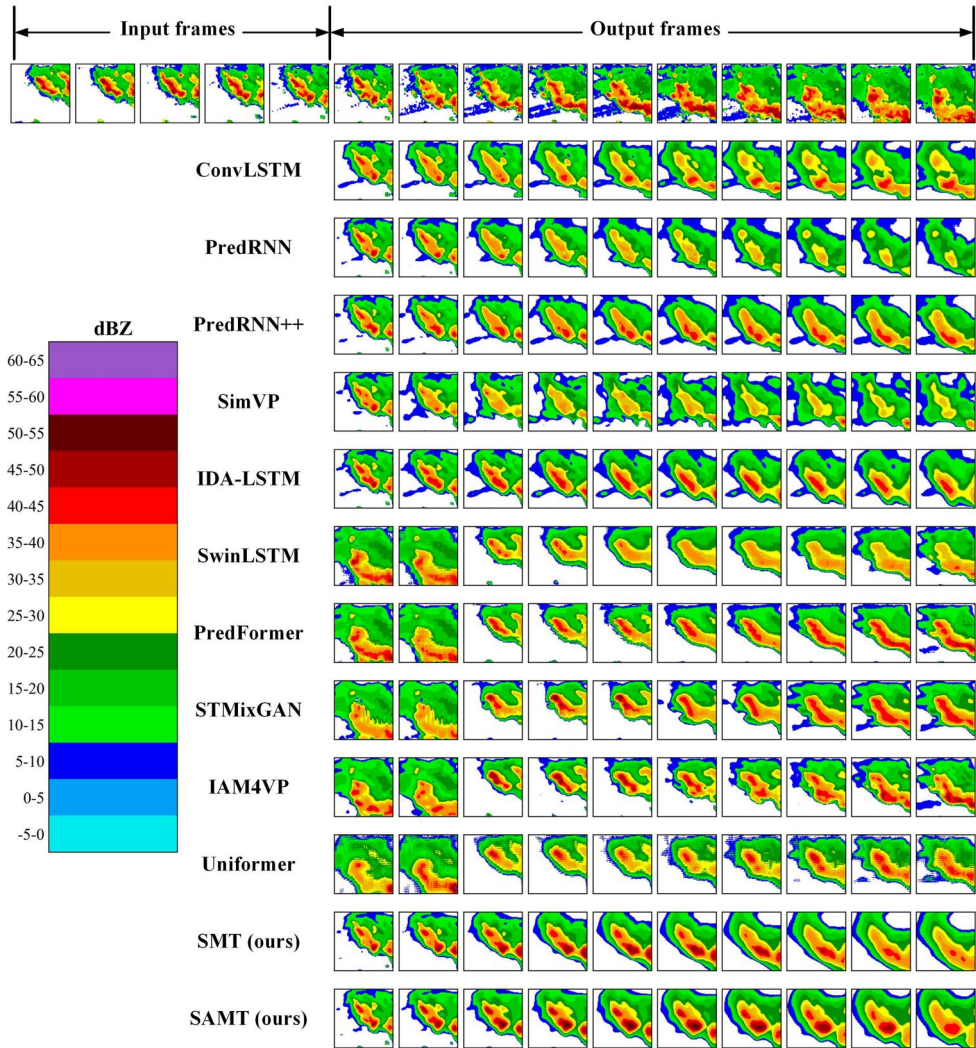 Input frames
Output frames
ConvLSTM
PredRNN
PredRNN++
dBZ
60-65
55-60
SimVP
50-55
45-50
IDA-LSTM
40-45
35-40
SwinLSTM
30-35
25-30
PredFormer
20-25
15-20
STMixGAN
10-15
5-10
IAM4VP
0-5
-5-0
Uniformer
SMT (ours)
SAMT (ours)